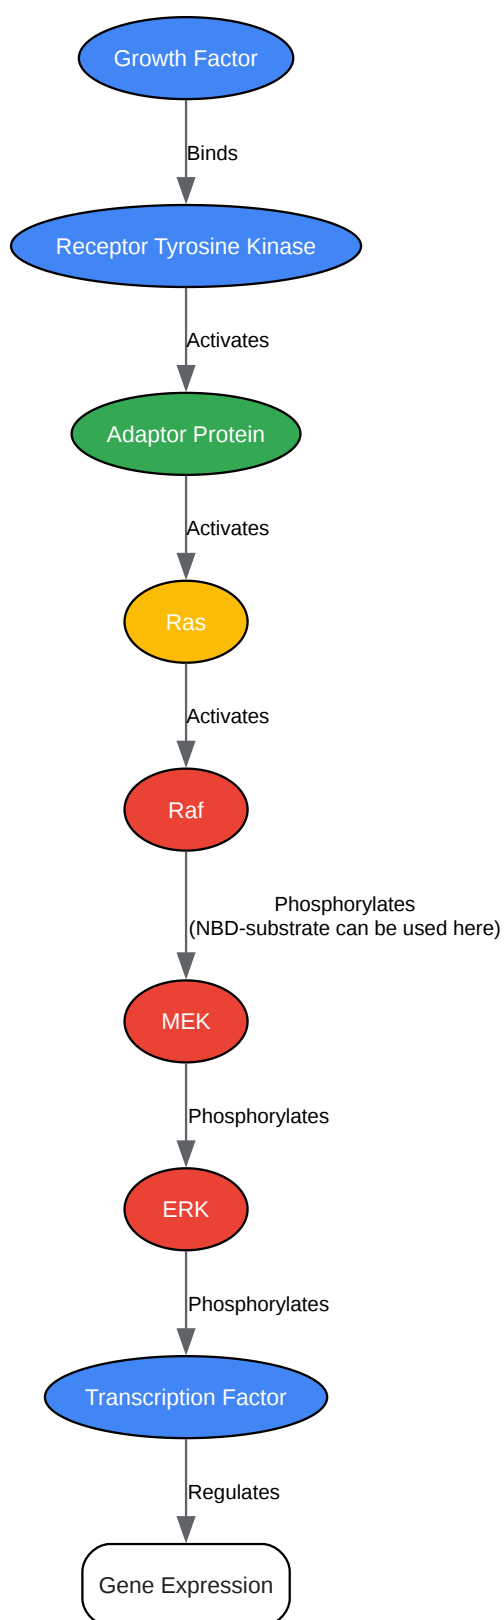 Growth Factor
Binds
Receptor Tyrosine Kinase
Activates
Adaptor Protein
Activates
Ras
Activates
Raf
Phosphorylates
(NBD-substrate can be used here)
MEK
Phosphorylates
ERK
Phosphorylates
Transcription Factor
Regulates
Gene Expression